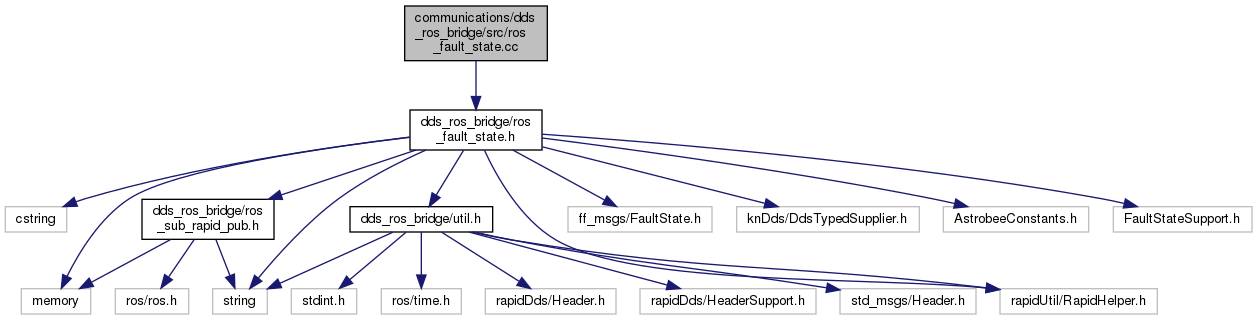 communications/dds
_ros_bridge/src/ros
_fault_state.cc
dds_ros_bridge/ros
_fault_state.h
cstring
dds_ros_bridge/ros
_sub_rapid_pub.h
dds_ros_bridge/util.h
ff_msgs/FaultState.h
knDds/DdsTypedSupplier.h
AstrobeeConstants.h
FaultStateSupport.h
memory
ros/ros.h
string
stdint.h
ros/time.h
rapidDds/Header.h
rapidDds/HeaderSupport.h
std_msgs/Header.h
rapidUtil/RapidHelper.h